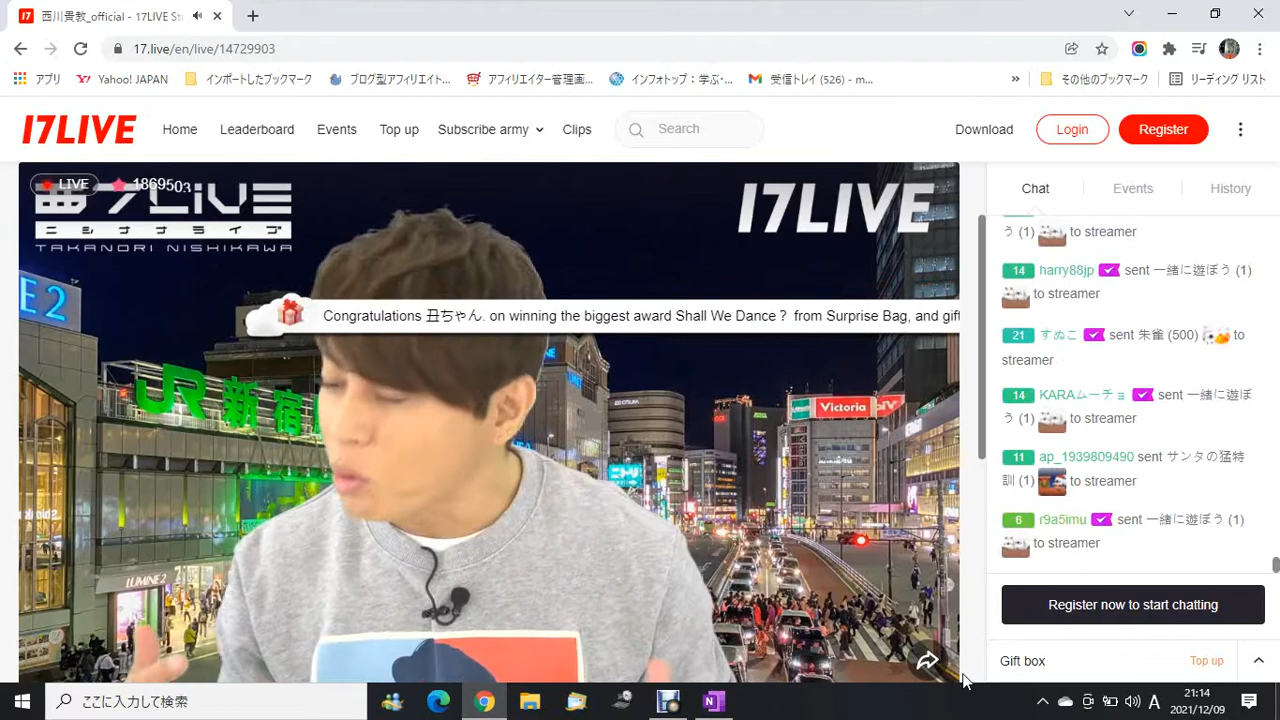 西川貴教_official - 17LIVE St
17.live/en/live/14729903
アプリ
Yahoo! JAPAN
インポートしたブックマーク
ブログ型アフィリエイト...
アフィリエイター管理画...
インフォトップ：学ぶ・...
受信トレイ (526) - m...
»
その他のブックマーク
リーディング リスト
17LIVE
Home
Leaderboard
Events
Top up
Subscribe army
Clips
Search
Download
Login
Register
LIVE
186950
西7LIVE
ニシナナライブ
TAKANORI NISHIKAWA
17LIVE
Congratulations 丑ちゃん. on winning the biggest award Shall We Dance？ from Surprise Bag, and gift
NE 2
JR新宿
LUMINE2
Victoria
Chat
Events
History
う (1) to streamer
14 harry88jp sent 一緒に遊ぼう (1)
to streamer
21 すぬこ sent 朱雀 (500) to
streamer
14 KARAムーチョ sent 一緒に遊ぼ
う (1) to streamer
11 ap_1939809490 sent サンタの猛特
訓 (1) to streamer
6 r9a5imu sent 一緒に遊ぼう (1)
to streamer
Register now to start chatting
Gift box
Top up
ここに入力して検索
A
21:14
2021/12/09